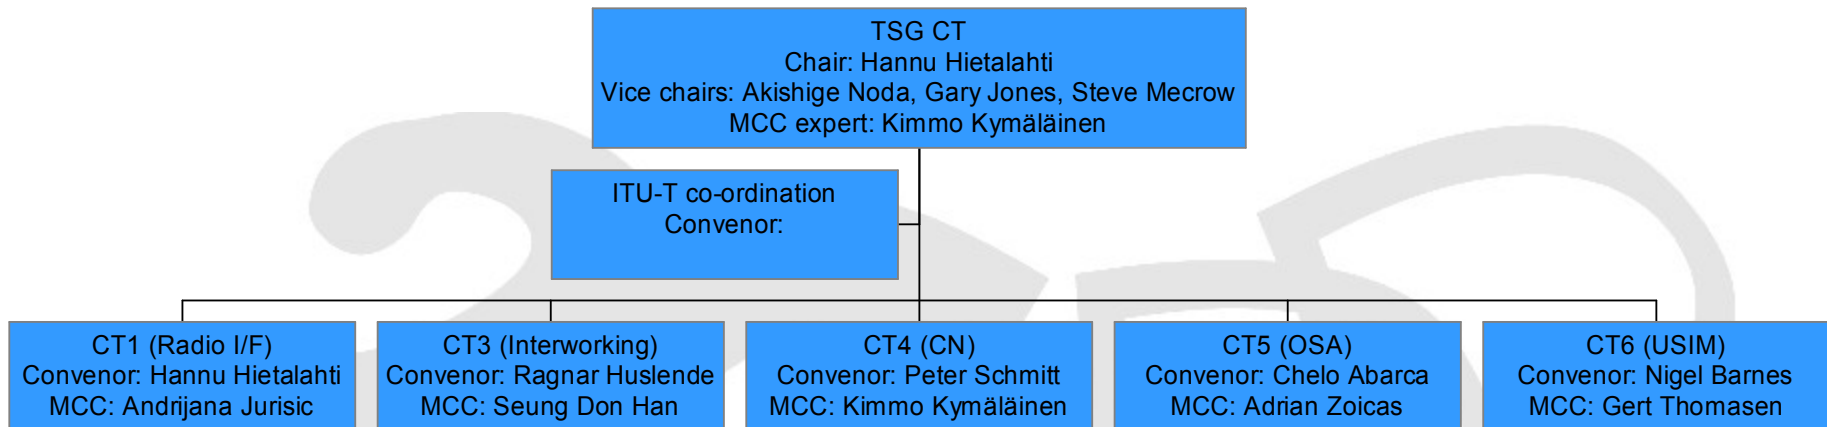 TSG CT
Chair: Hannu Hietalahti
Vice chairs: Akishige Noda, Gary Jones, Steve Mecrow
MCC expert: Kimmo Kymäläinen
ITU-T co-ordination
Convenor:
CT1 (Radio I/F)
Convenor: Hannu Hietalahti
MCC: Andrijana Jurisic
CT3 (Interworking)
Convenor: Ragnar Huslende
MCC: Seung Don Han
CT4 (CN)
Convenor: Peter Schmitt
MCC: Kimmo Kymäläinen
CT5 (OSA)
Convenor: Chelo Abarca
MCC: Adrian Zoicas
CT6 (USIM)
Convenor: Nigel Barnes
MCC: Gert Thomasen